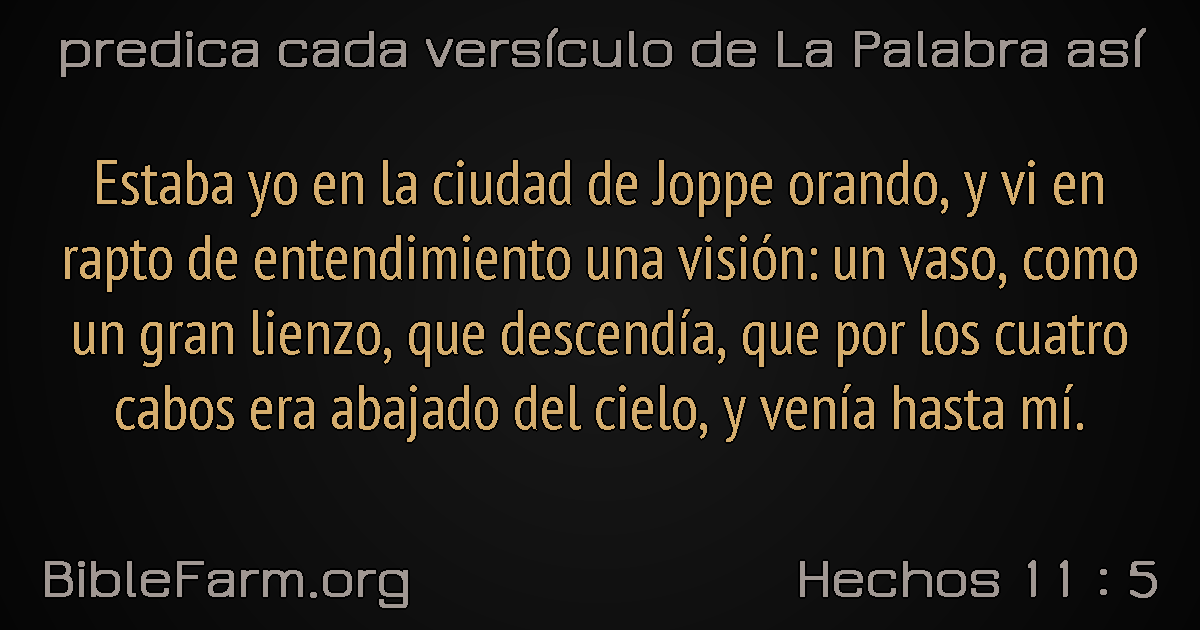 predica cada versículo de La Palabra así
Estaba yo en la ciudad de Joppe orando, y vi en
rapto de entendimiento una visión: un vaso, como
un gran lienzo, que descendía, que por los cuatro
cabos era abajado del cielo, y venía hasta mí.
BibleFarm.org
Hechos 11 : 5